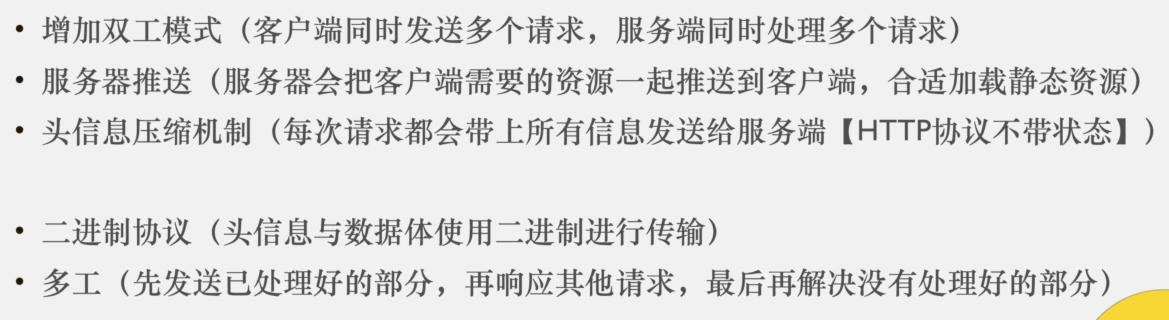 • 增加双工模式（客户端同时发送多个请求，服务端同时处理多个请求）
• 服务器推送（服务器会把客户端需要的资源一起推送到客户端，合适加载静态资源）
• 头信息压缩机制（每次请求都会带上所有信息发送给服务端【HTTP协议不带状态】）
• 二进制协议（头信息与数据体使用二进制进行传输）
• 多工（先发送已处理好的部分，再响应其他请求，最后再解决没有处理好的部分）